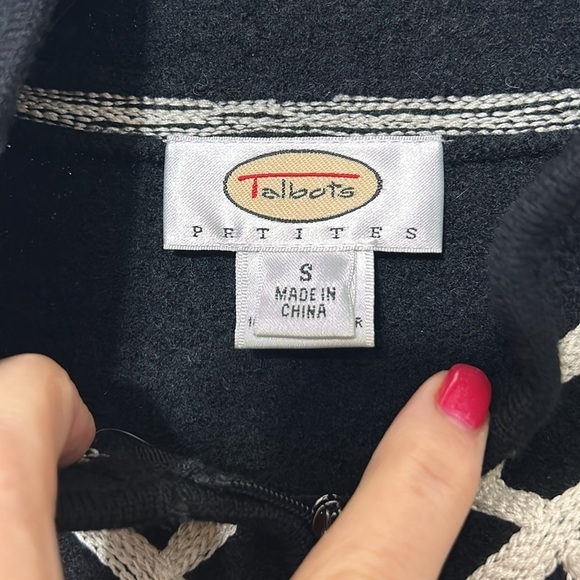 Talbots
PETITES
S
MADE IN
CHINA
R